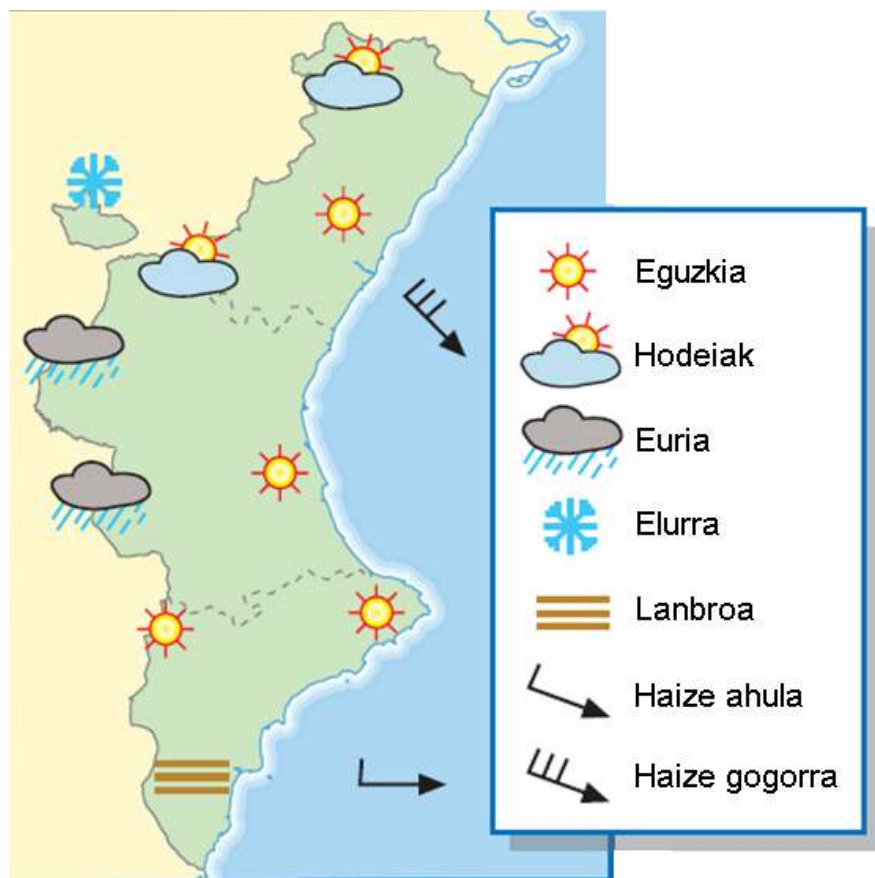 Eguzkia
Hodeiak
Euria
Elurra
Lanbroa
Haize ahula
Haize gogorra